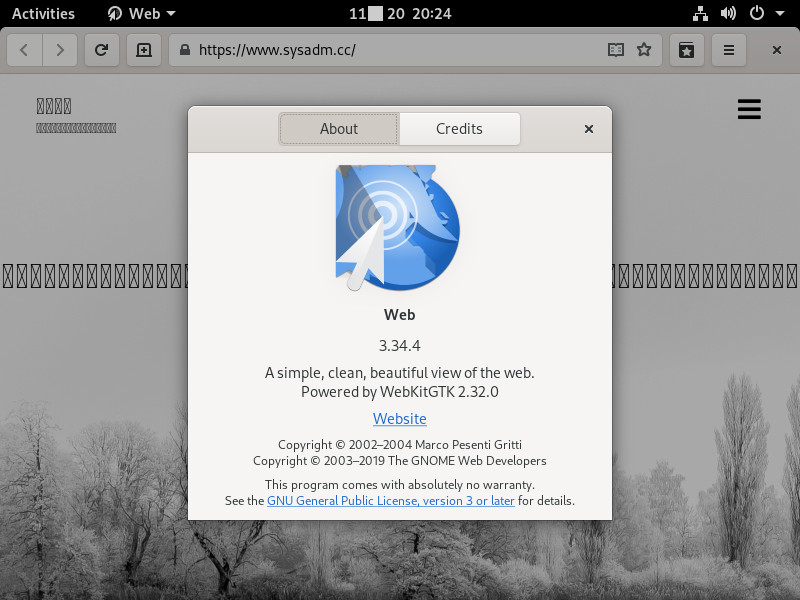 Activities
Web
11 20 20:24
https://www.sysadm.cc/
About
Credits
Web
3.34.4
A simple, clean, beautiful view of the web.
Powered by WebKitGTK 2.32.0
Website
Copyright © 2002–2004 Marco Pesenti Gritti
Copyright © 2003–2019 The GNOME Web Developers
This program comes with absolutely no warranty.
See the GNU General Public License, version 3 or later for details.